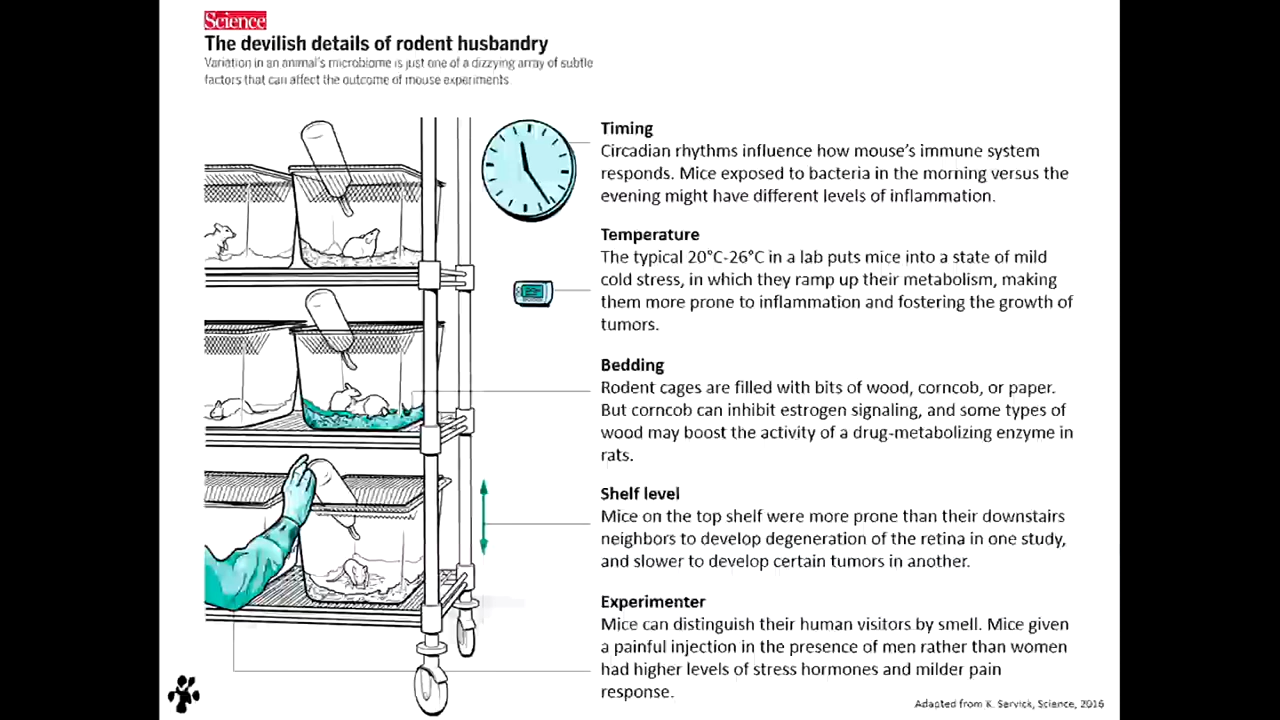 Science
The devilish details of rodent husbandry
Variation in an animal's microbiome is just one of a dizzying array of subtle
factors that can affect the outcome of mouse experiments.
Timing
Circadian rhythms influence how mouse's immune system
responds. Mice exposed to bacteria in the morning versus the
evening might have different levels of inflammation.
Temperature
The typical 20°C-26°C in a lab puts mice into a state of mild
cold stress, in which they ramp up their metabolism, making
them more prone to inflammation and fostering the growth of
tumors.
Bedding
Rodent cages are filled with bits of wood, corncob, or paper.
But corncob can inhibit estrogen signaling, and some types of
wood may boost the activity of a drug-metabolizing enzyme in
rats.
Shelf level
Mice on the top shelf were more prone than their downstairs
neighbors to develop degeneration of the retina in one study,
and slower to develop certain tumors in another.
Experimenter
Mice can distinguish their human visitors by smell. Mice given
a painful injection in the presence of men rather than women
had higher levels of stress hormones and milder pain
response.
Adapted from K. Servick, Science, 2016